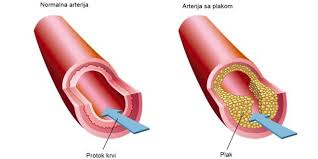 Normalna arterija
Arterija sa plakom
Protok krvi
Plak